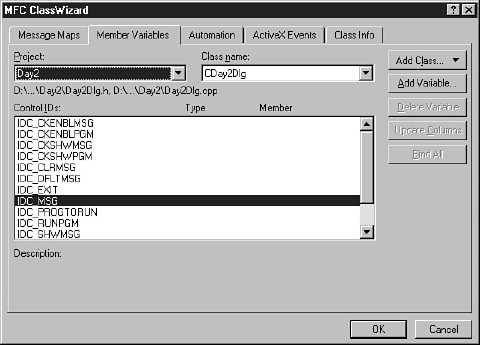 MFC ClassWizard
Message Maps Member Variables Automation ActiveX Events Class Info
Project: Class name: Add Class...
Day2 CDay2Dlg
Add Variable...
D:\...\Day2\Day2Dlg.h, D:\...\Day2\Day2Dlg.cpp
Control IDs: Type Member Delete Variable
IDC_CKENBLMSG
IDC_CKENBLPGM Update Columns
IDC_CKSHWMSG
IDC_CKSHWPGM Bind All
IDC_CLRMSG
IDC_DFLTMSG
IDC_EXIT
IDC_MSG
IDC_PROGTORUN
IDC_RUNPGM
IDC_SHWMSG
Description:
OK Cancel